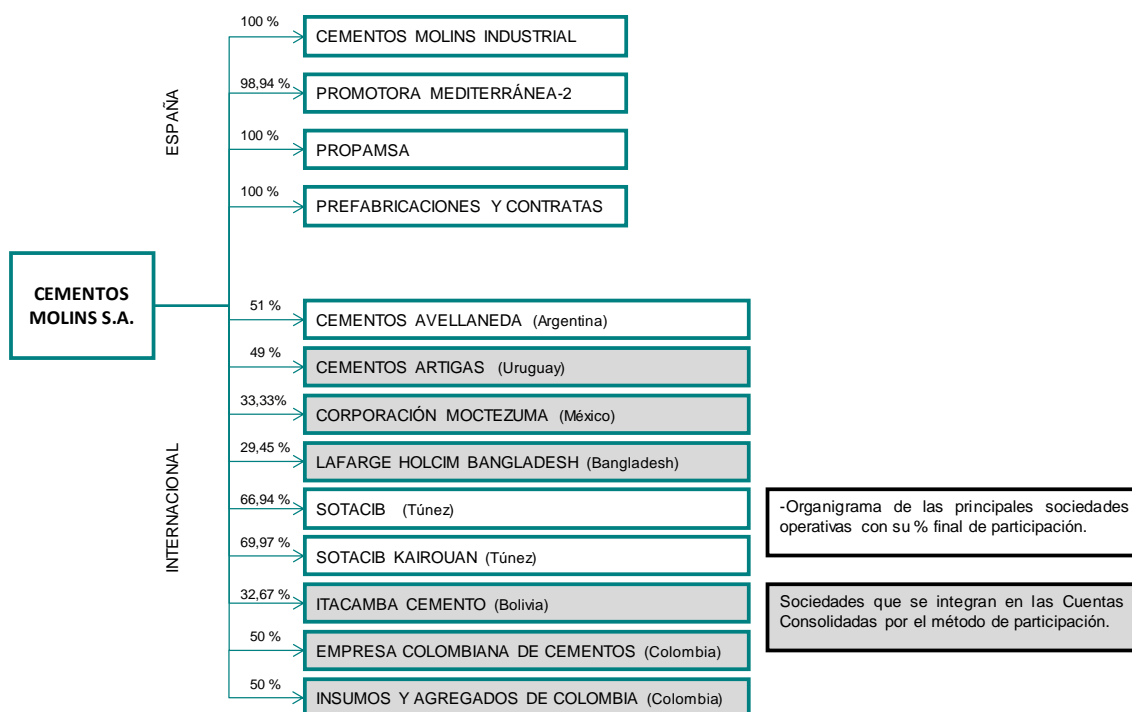 100 %
CEMENTOS MOLINS INDUSTRIAL
98,94 %
PROMOTORA MEDITERRÁNEA-2
ESPAÑA
100 %
PROPAMSA
100 %
PREFABRICACIONES Y CONTRATAS
CEMENTOS
MOLINS S.A.
51 %
CEMENTOS AVELLANEDA (Argentina)
49 %
CEMENTOS ARTIGAS (Uruguay)
33,33%
CORPORACIÓN MOCTEZUMA (México)
29,45 %
LAFARGE HOLCIM BANGLADESH (Bangladesh)
INTERNACIONAL
66,94 %
SOTACIB (Túnez)
69,97 %
SOTACIB KAIROUAN (Túnez)
32,67 %
ITACAMBA CEMENTO (Bolivia)
50 %
EMPRESA COLOMBIANA DE CEMENTOS (Colombia)
50 %
INSUMOS Y AGREGADOS DE COLOMBIA (Colombia)
-Organigrama de las principales sociedades
operativas con su % final de participación.
Sociedades que se integran en las Cuentas
Consolidadas por el método de participación.